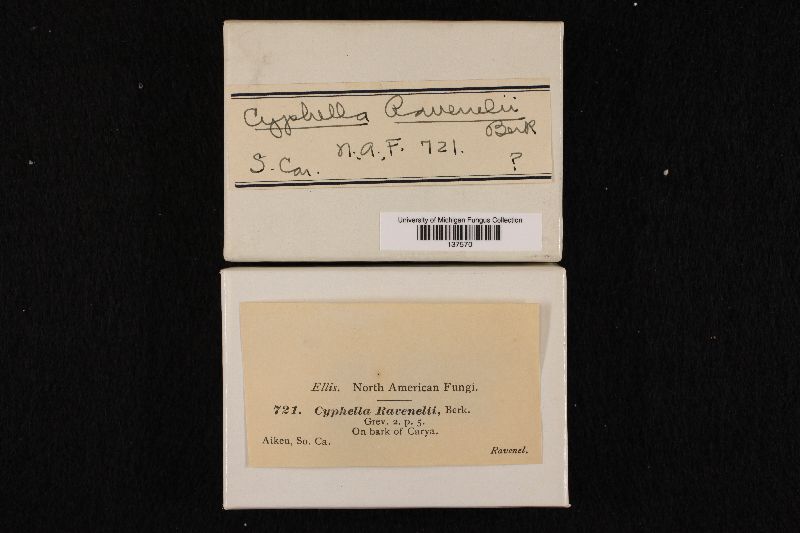 Cyphella Ravenelii
Berk
N.A.F. 721.
S. Car. ?
University of Michigan Fungus Collection
137570
Ellis. North American Fungi.
721. Cyphella Ravenelii, Berk.
Grev. 2. p. 5.
On bark of Carya.
Aiken, So. Ca.
Ravenel.